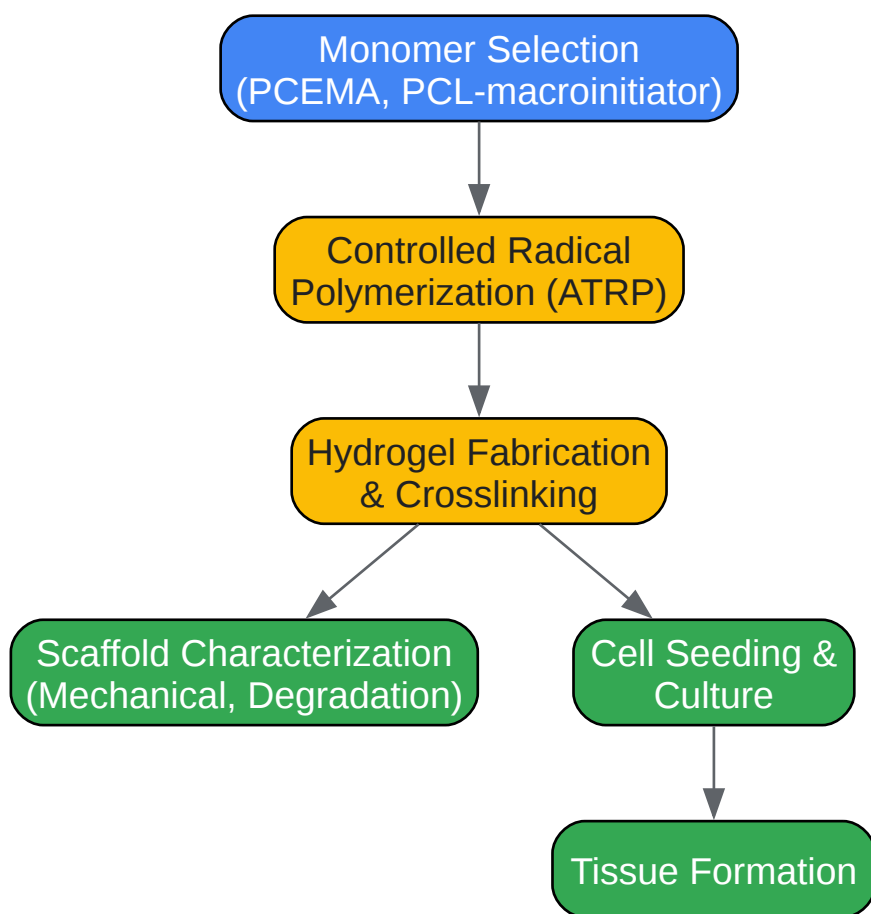 Monomer Selection
(PCEMA, PCL-macroinitiator)
Controlled Radical
Polymerization (ATRP)
Hydrogel Fabrication
& Crosslinking
Scaffold Characterization
(Mechanical, Degradation)
Cell Seeding &
Culture
Tissue Formation